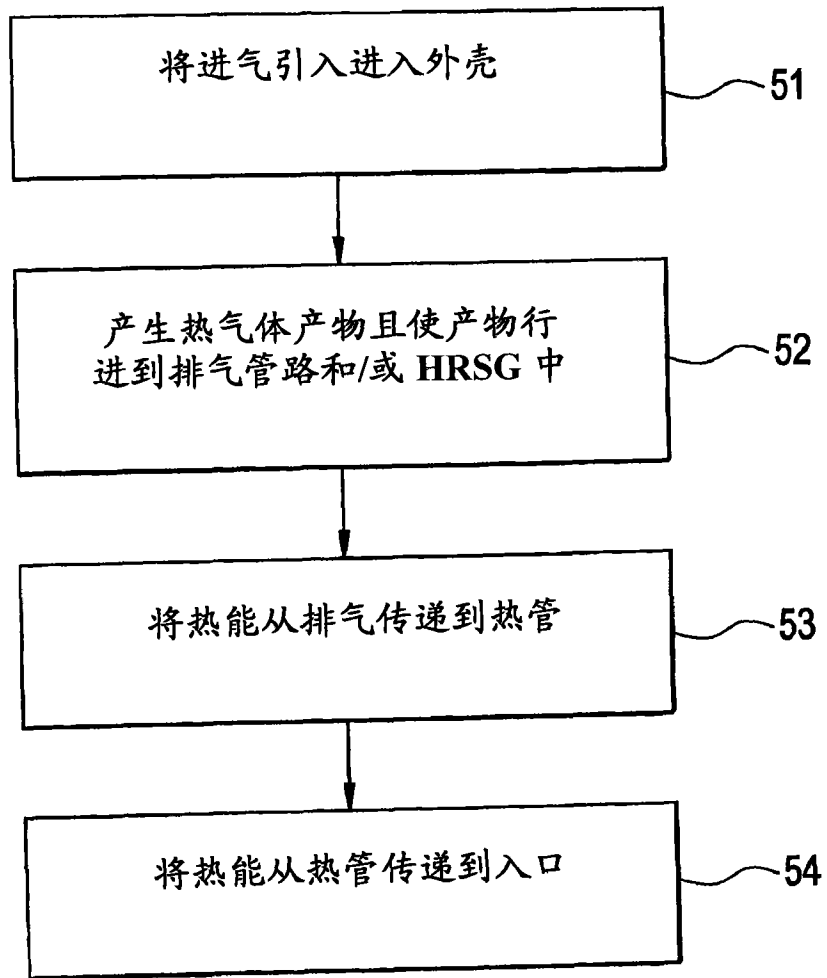 将进气引入进入外壳
51
产生热气体产物且使产物行
进到排气管路和/或 HRSG 中
52
将热能从排气传递到热管
53
将热能从热管传递到入口
54